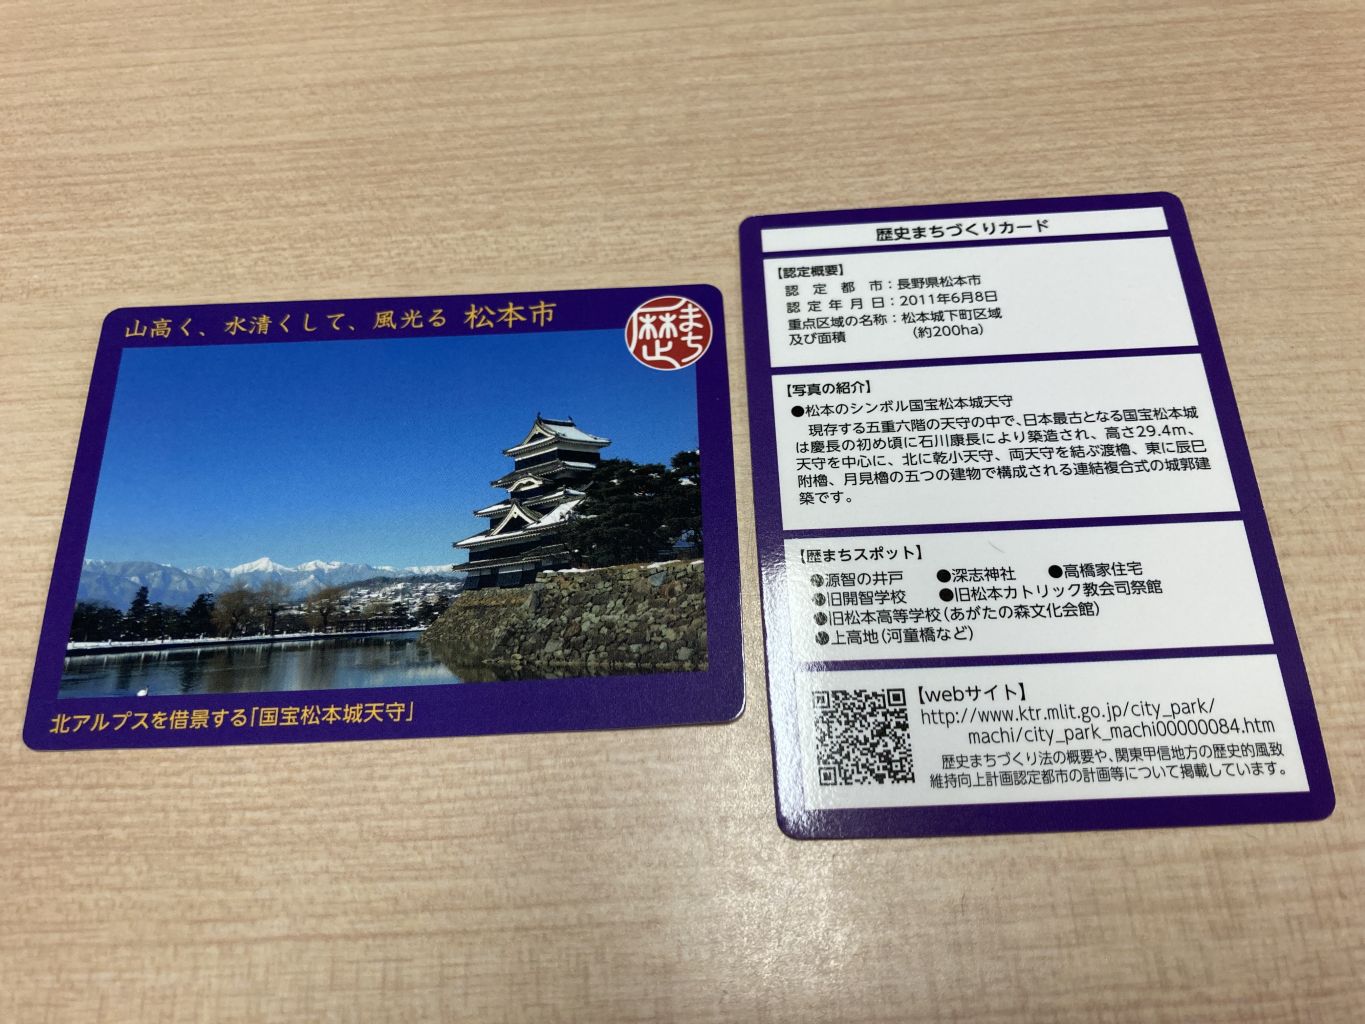 山高く、水清くして、風光る 松本市
歴まち
北アルプスを借景する「国宝松本城天守」
歴史まちづくりカード
【認定概要】
認定都市：長野県松本市
認定年月日：2011年6月8日
重点区域の名称：松本城下町区域
及び面積 （約200ha）
【写真の紹介】
●松本のシンボル国宝松本城天守
現存する五重六階の天守の中で、日本最古となる国宝松本城
は慶長の初め頃に石川康長により築造され、高さ29.4m、
天守を中心に、北に乾小天守、両天守を結ぶ渡櫓、東に辰巳
附櫓、月見櫓の五つの建物で構成される連結複合式の城郭建
築です。
【歴まちスポット】
●源智の井戸 ●深志神社 ●高橋家住宅
●旧開智学校 ●旧松本カトリック教会司祭館
●旧松本高等学校（あがたの森文化会館）
●上高地（河童橋など）
【webサイト】
http://www.ktr.mlit.go.jp/city_park/
machi/city_park_machi00000084.htm
歴史まちづくり法の概要や、関東甲信地方の歴史的風致
維持向上計画認定都市の計画等について掲載しています。